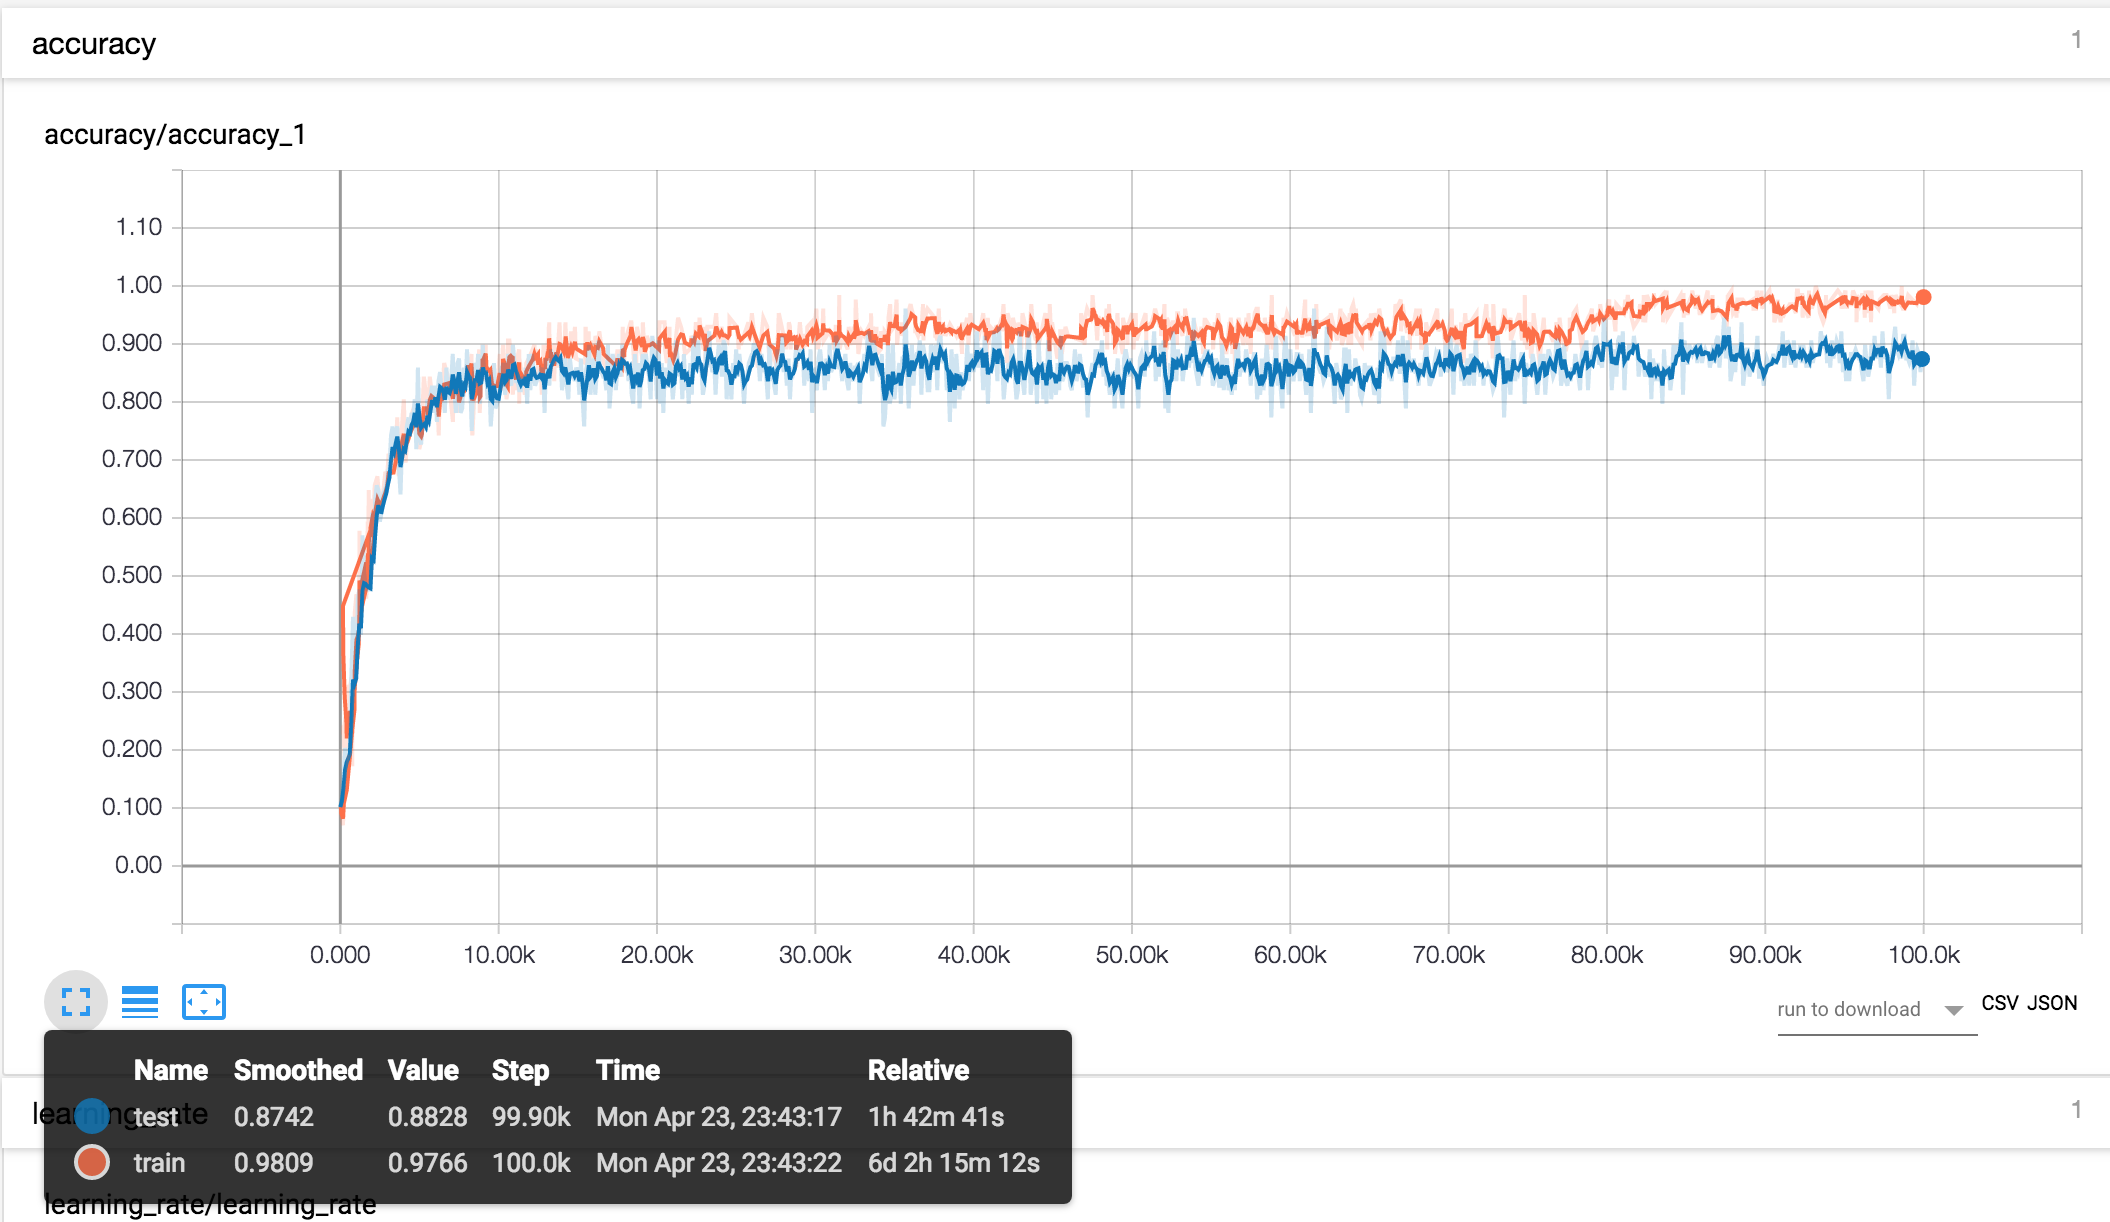 accuracy 1
accuracy/accuracy_1
1.10
1.00
0.900
0.800
0.700
0.600
0.500
0.400
0.300
0.200
0.100
0.00
0.000 10.00k 20.00k 30.00k 40.00k 50.00k 60.00k 70.00k 80.00k 90.00k 100.0k
run to download CSV JSON
Name Smoothed Value Step Time Relative
test 0.8742 0.8828 99.90k Mon Apr 23, 23:43:17 1h 42m 41s
train 0.9809 0.9766 100.0k Mon Apr 23, 23:43:22 6d 2h 15m 12s
learning_rate 1
learning_rate/learning_rate